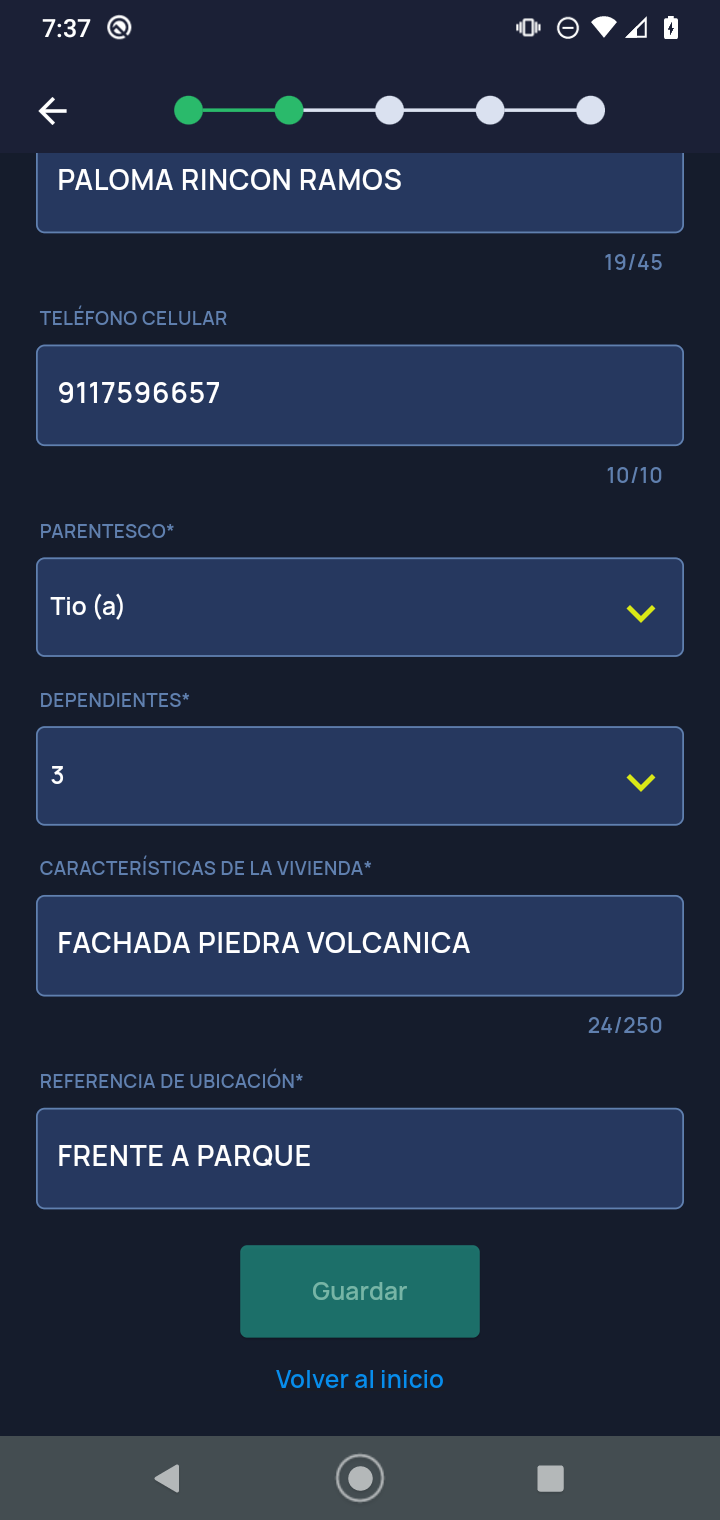 7:37
PALOMA RINCON RAMOS
19/45
TELÉFONO CELULAR
9117596657
10/10
PARENTESCO*
Tio (a)
DEPENDIENTES*
3
CARACTERÍSTICAS DE LA VIVIENDA*
FACHADA PIEDRA VOLCANICA
24/250
REFERENCIA DE UBICACIÓN*
FRENTE A PARQUE
Guardar
Volver al inicio